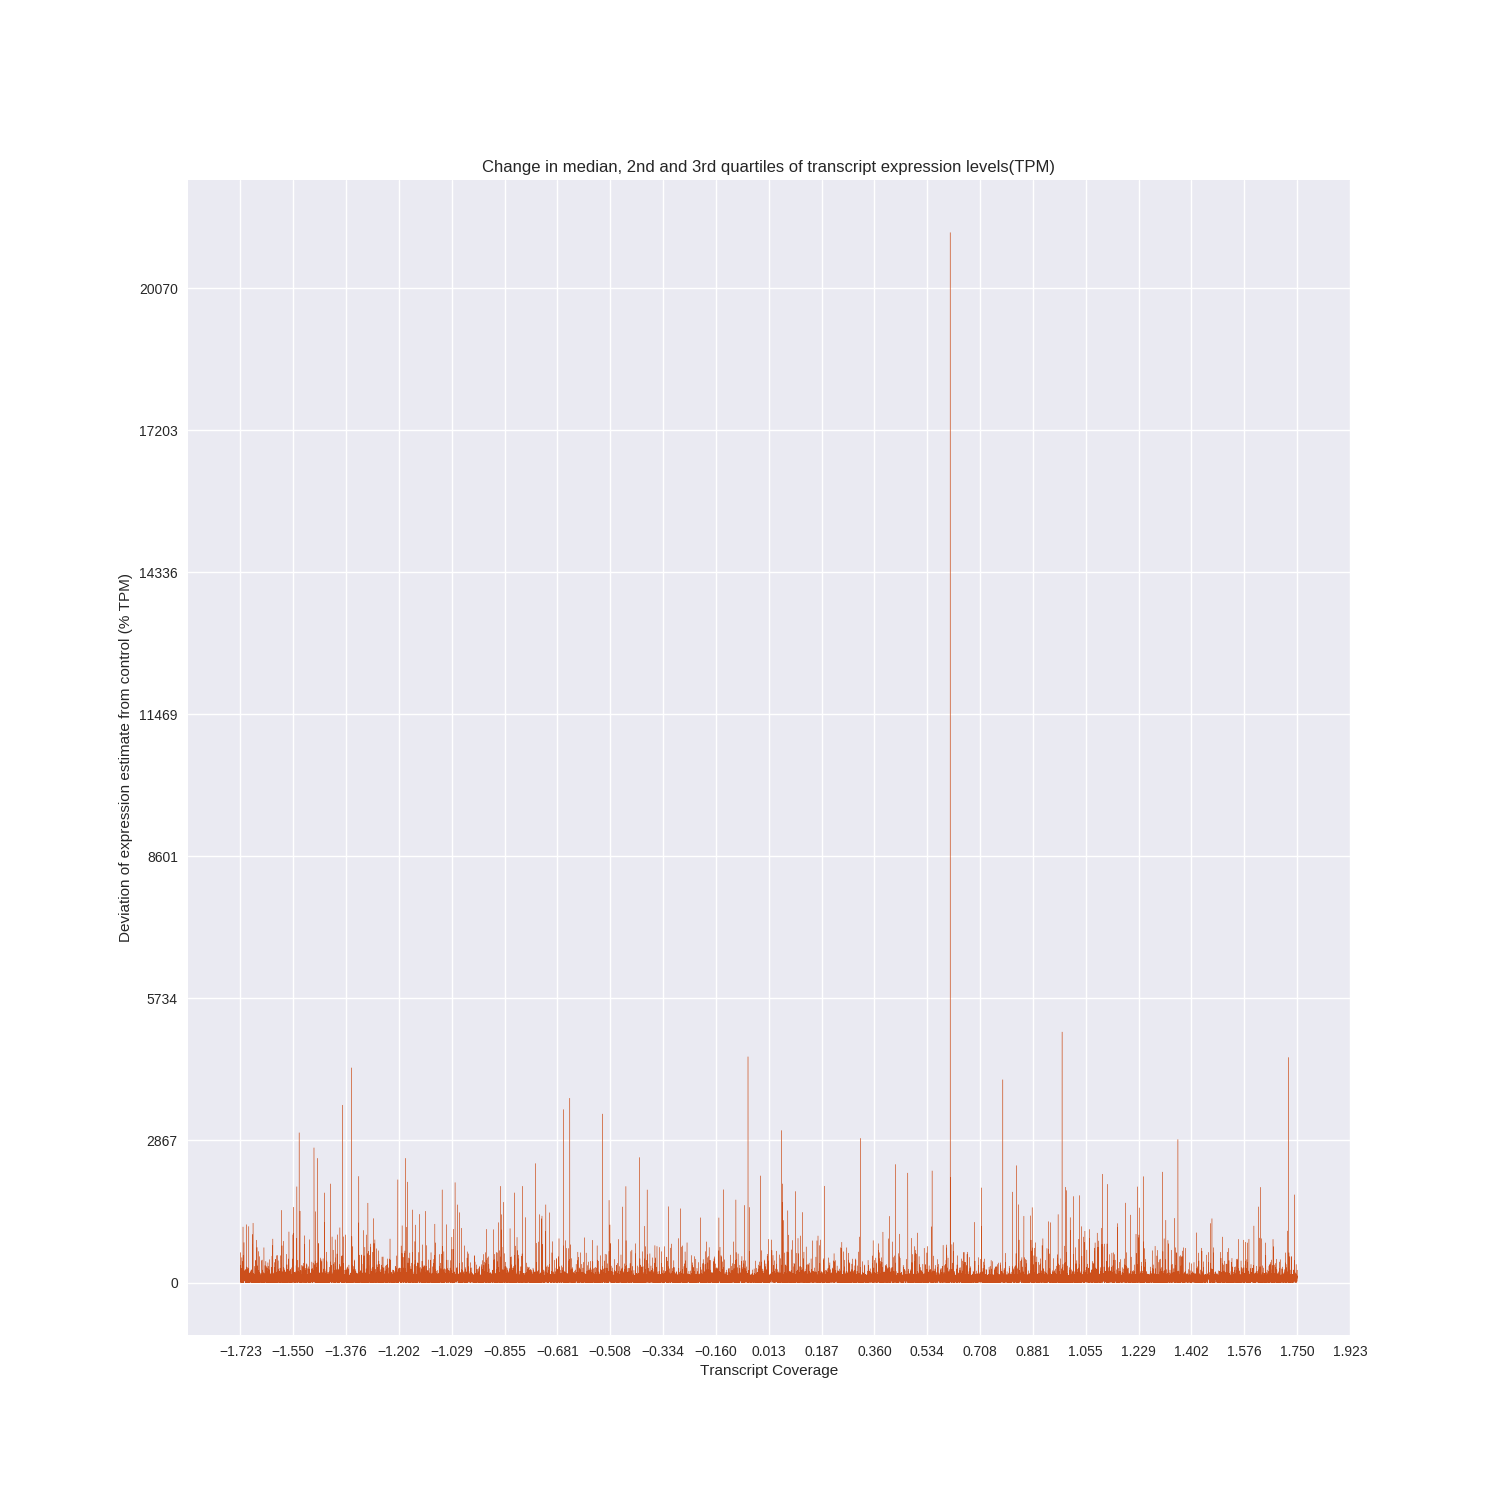 Change in median, 2nd and 3rd quartiles of transcript expression levels(TPM)
20070
17203
14336
11469
8601
5734
2867
0
Deviation of expression estimate from control (% TPM)
−1.723 −1.550 −1.376 −1.202 −1.029 −0.855 −0.681 −0.508 −0.334 −0.160 0.013 0.187 0.360 0.534 0.708 0.881 1.055 1.229 1.402 1.576 1.750 1.923
Transcript Coverage